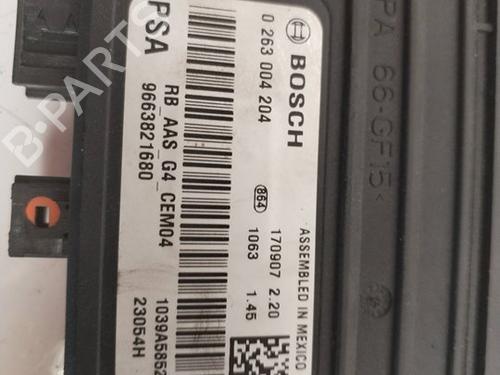 BOSCH
0 263 004 204
PSA
RB_AAS_G4_CEM04
9663821680
864
170907 2.20
1063 1.45
ASSEMBLED IN MEXICO
1039A5852
23054H
PA 66-GF15<
B-PARTS